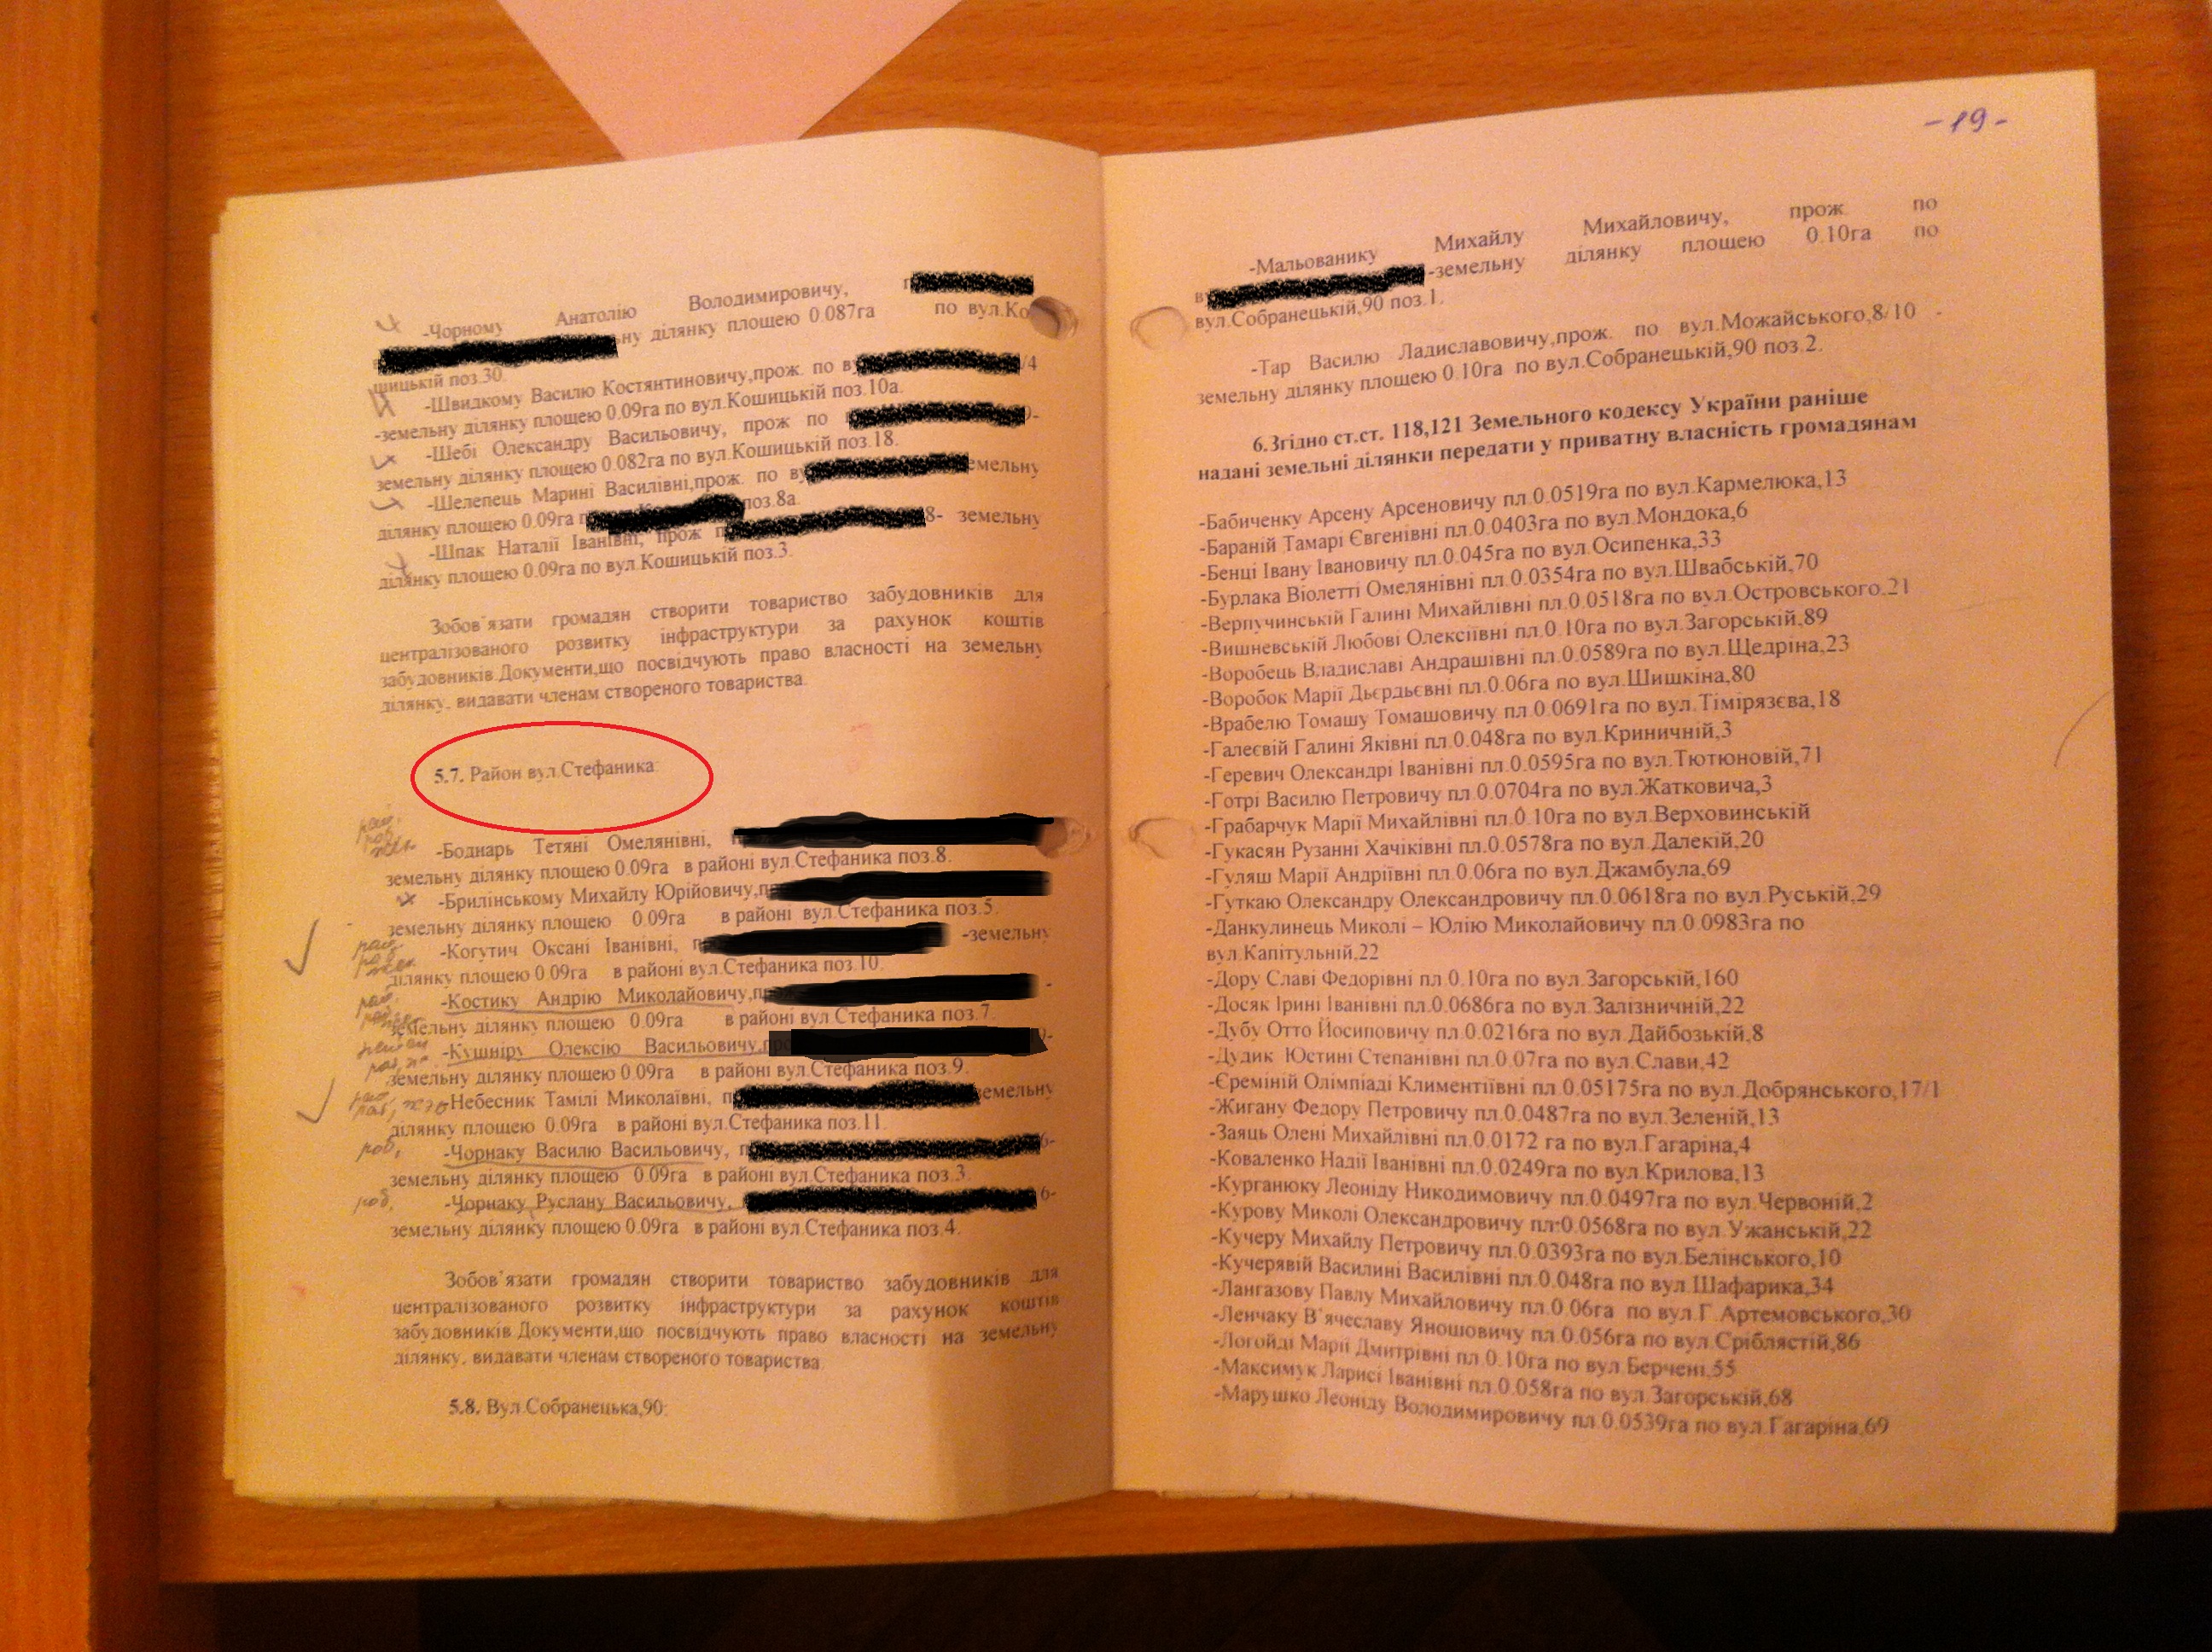 -Чорному Анатолію Володимировичу,
ну ділянку площею 0.087га по вул.Ко
шицькій поз.30.
-Швидкому Василю Костянтиновичу,прож. по ву /4
-земельну ділянку площею 0.09га по вул.Кошицькій поз.10а.
-Шебі Олександру Васильовичу, прож по
земельну ділянку площею 0.082га по вул.Кошицькій поз.18.
-Шелепець Марині Василівні,прож. по ву емельну
ділянку площею 0.09га п поз.8а.
-Шпак Наталії Іванівні, прож п 8- земельну
ділянку площею 0.09га по вул.Кошицькій поз.3.
Зобов'язати громадян створити товариство забудовників для
централізованого розвитку інфраструктури за рахунок коштів
забудовників.Документи,що посвідчують право власності на земельну
ділянку, видавати членам створеного товариства.
5.7. Район вул.Стефаника:
-Боднарь Тетяні Омелянівні,
земельну ділянку площею 0.09га в районі вул.Стефаника поз.8.
-Брилінському Михайлу Юрійовичу,п
земельну ділянку площею 0.09га в районі вул.Стефаника поз.5.
-Когутич Оксані Іванівні, п -земельну
ділянку площею 0.09га в районі вул.Стефаника поз.10.
-Костику Андрію Миколайовичу,п -
земельну ділянку площею 0.09га в районі вул.Стефаника поз.7.
-Кушніру Олексію Васильовичу,про -
земельну ділянку площею 0.09га в районі вул.Стефаника поз.9.
-Небесник Тамілі Миколаївні, п земельну
ділянку площею 0.09га в районі вул.Стефаника поз.11.
роб, -Чорнаку Василю Васильовичу, п 6-
земельну ділянку площею 0.09га в районі вул.Стефаника поз.3.
роб, -Чорнаку Руслану Васильовичу, 6-
земельну ділянку площею 0.09га в районі вул.Стефаника поз.4.
Зобов'язати громадян створити товариство забудовників для
централізованого розвитку інфраструктури за рахунок коштів
забудовників.Документи,що посвідчують право власності на земельну
ділянку, видавати членам створеного товариства.
5.8. Вул.Собранецька,90:
-19-
-Мальованику Михайлу Михайловичу, прож по
в -земельну ділянку площею 0.10га по
вул.Собранецькій,90 поз.1.
-Тар Василю Ладиславовичу,прож. по вул.Можайського,8/10 -
земельну ділянку площею 0.10га по вул.Собранецькій,90 поз.2.
6.Згідно ст.ст. 118,121 Земельного кодексу України раніше
надані земельні ділянки передати у приватну власність громадянам
-Бабиченку Арсену Арсеновичу пл.0.0519га по вул.Кармелюка,13
-Бараній Тамарі Євгенівні пл.0.0403га по вул.Мондока,6
-Бенці Івану Івановичу пл.0.045га по вул.Осипенка,33
-Бурлака Віолетті Омелянівні пл.0.0354га по вул.Швабській,70
-Верпучинській Галині Михайлівні пл.0.0518га по вул.Островського.21
-Вишневській Любові Олексіївні пл.0.10га по вул.Загорській,89
-Воробець Владиславі Андрашівні пл.0.0589га по вул.Щедріна,23
-Воробок Марії Дьєрдьєвні пл.0.06га по вул.Шишкіна,80
-Врабелю Томашу Томашовичу пл.0.0691га по вул.Тімірязєва,18
-Галеєвій Галині Яківні пл.0.048га по вул.Криничній,3
-Геревич Олександрі Іванівні пл.0.0595га по вул.Тютюновій,71
-Готрі Василю Петровичу пл.0.0704га по вул.Жатковича,3
-Грабарчук Марії Михайлівні пл.0.10га по вул.Верховинській
-Гукасян Рузанні Хачіківні пл.0.0578га по вул.Далекій,20
-Гуляш Марії Андріївні пл.0.06га по вул.Джамбула,69
-Гуткаю Олександру Олександровичу пл.0.0618га по вул.Руській,29
-Данкулинець Миколі – Юлію Миколайовичу пл.0.0983га по
вул.Капітульній,22
-Дору Славі Федорівні пл.0.10га по вул.Загорській,160
-Досяк Ірині Іванівні пл.0.0686га по вул.Залізничній,22
-Дубу Отто Йосиповичу пл.0.0216га по вул.Дайбозькій,8
-Дудик Юстині Степанівні пл.0.07га по вул.Слави,42
-Єреміній Олімпіаді Климентіївні пл.0.05175га по вул.Добрянського,17/1
-Жигану Федору Петровичу пл.0.0487га по вул.Зеленій,13
-Заяць Олені Михайлівні пл.0.0172 га по вул.Гагаріна,4
-Коваленко Надії Іванівні пл.0.0249га по вул.Крилова,13
-Курганюку Леоніду Никодимовичу пл.0.0497га по вул.Червоній,2
-Курову Миколі Олександровичу пл.0.0568га по вул.Ужанській,22
-Кучеру Михайлу Петровичу пл.0.0393га по вул.Белінського,10
-Кучерявій Василині Василівні пл.0.048га по вул.Шафарика,34
-Лангазову Павлу Михайловичу пл.0.06га по вул.Г.Артемовського,30
-Ленчаку В'ячеславу Яношовичу пл.0.056га по вул.Сріблястій,86
-Логойді Марії Дмитрівні пл.0.10га по вул.Берчені,55
-Максимук Ларисі Іванівні пл.0.058га по вул.Загорській,68
-Марушко Леоніду Володимировичу пл.0.0539га по вул.Гагаріна,69